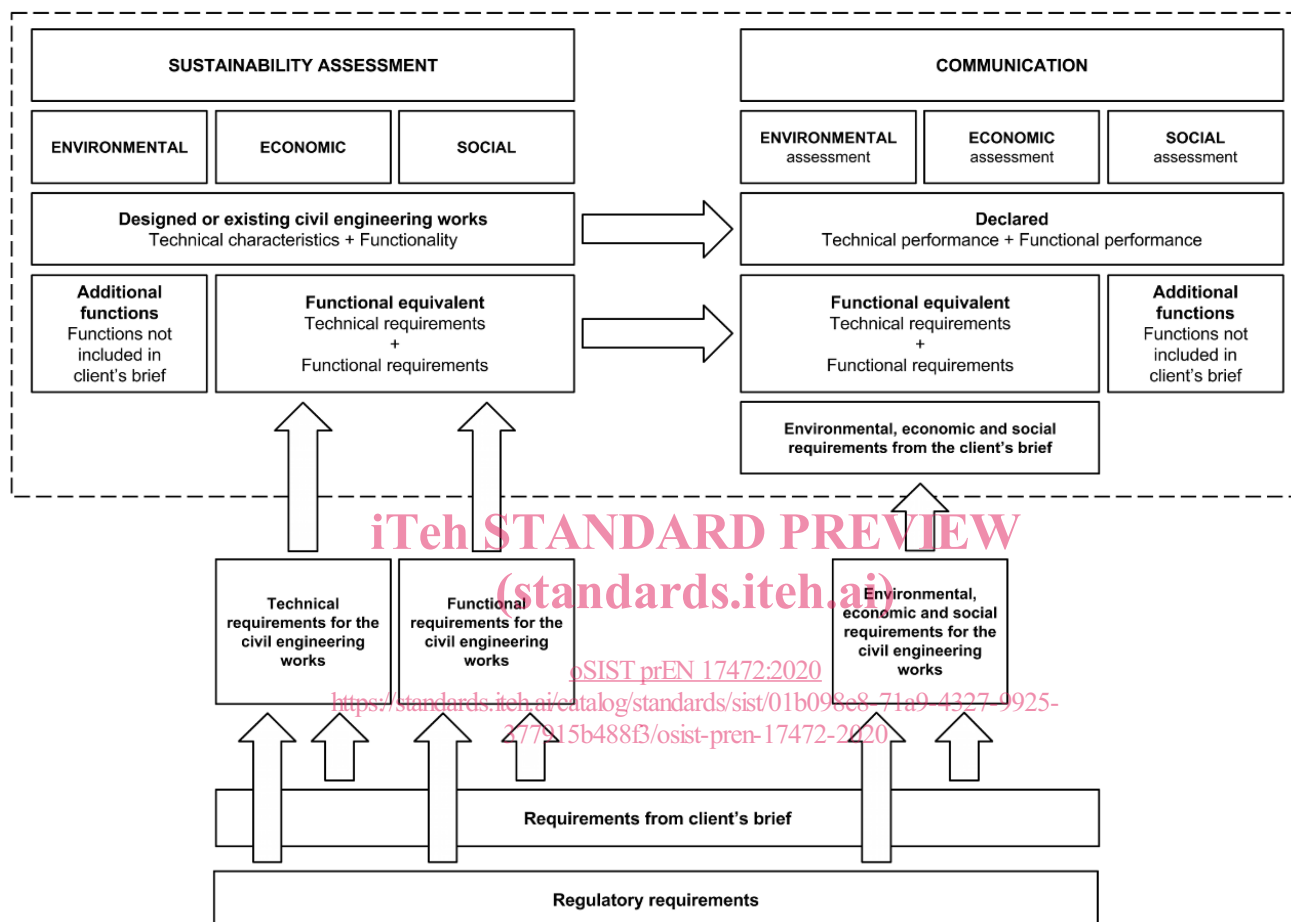 SUSTAINABILITY ASSESSMENT
COMMUNICATION
ENVIRONMENTAL
ECONOMIC
SOCIAL
ENVIRONMENTAL
assessment
ECONOMIC
assessment
SOCIAL
assessment
Designed or existing civil engineering works
Technical characteristics + Functionality
Declared
Technical performance + Functional performance
Additional
functions
Functions not
included in
client's brief
Functional equivalent
Technical requirements
+
Functional requirements
Functional equivalent
Technical requirements
+
Functional requirements
Additional
functions
Functions not
included in
client's brief
Environmental, economic and social
requirements from the client's brief
iTeh STANDARD PREVIEW
(standards.iteh.ai)
Technical
requirements for the
civil engineering
works
Functional
requirements for the
civil engineering
works
Environmental,
economic and social
requirements for the
civil engineering
works
oSIST prEN 17472:2020
https://standards.iteh.ai/catalog/standards/sist/01b098e8-71a9-4327-9925-
377915b488f3/osist-pren-17472-2020
Requirements from client's brief
Regulatory requirements